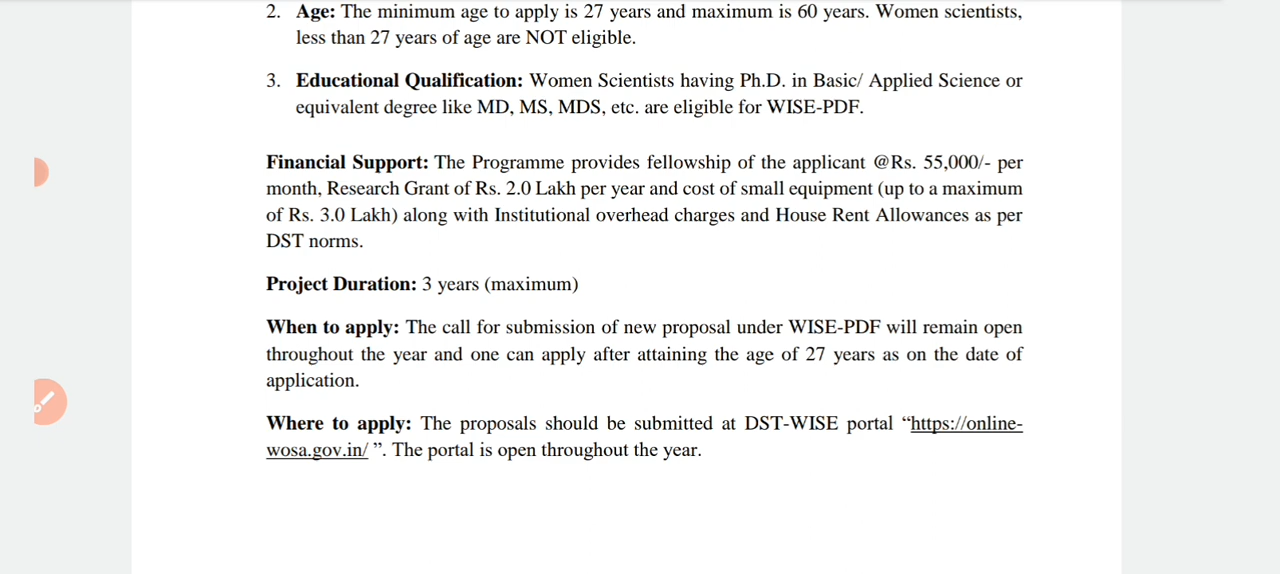 2. Age: The minimum age to apply is 27 years and maximum is 60 years. Women scientists,
less than 27 years of age are NOT eligible.
3. Educational Qualification: Women Scientists having Ph.D. in Basic/ Applied Science or
equivalent degree like MD, MS, MDS, etc. are eligible for WISE-PDF.
Financial Support: The Programme provides fellowship of the applicant @Rs. 55,000/- per
month, Research Grant of Rs. 2.0 Lakh per year and cost of small equipment (up to a maximum
of Rs. 3.0 Lakh) along with Institutional overhead charges and House Rent Allowances as per
DST norms.
Project Duration: 3 years (maximum)
When to apply: The call for submission of new proposal under WISE-PDF will remain open
throughout the year and one can apply after attaining the age of 27 years as on the date of
application.
Where to apply: The proposals should be submitted at DST-WISE portal “https://online-
wosa.gov.in/ ”. The portal is open throughout the year.